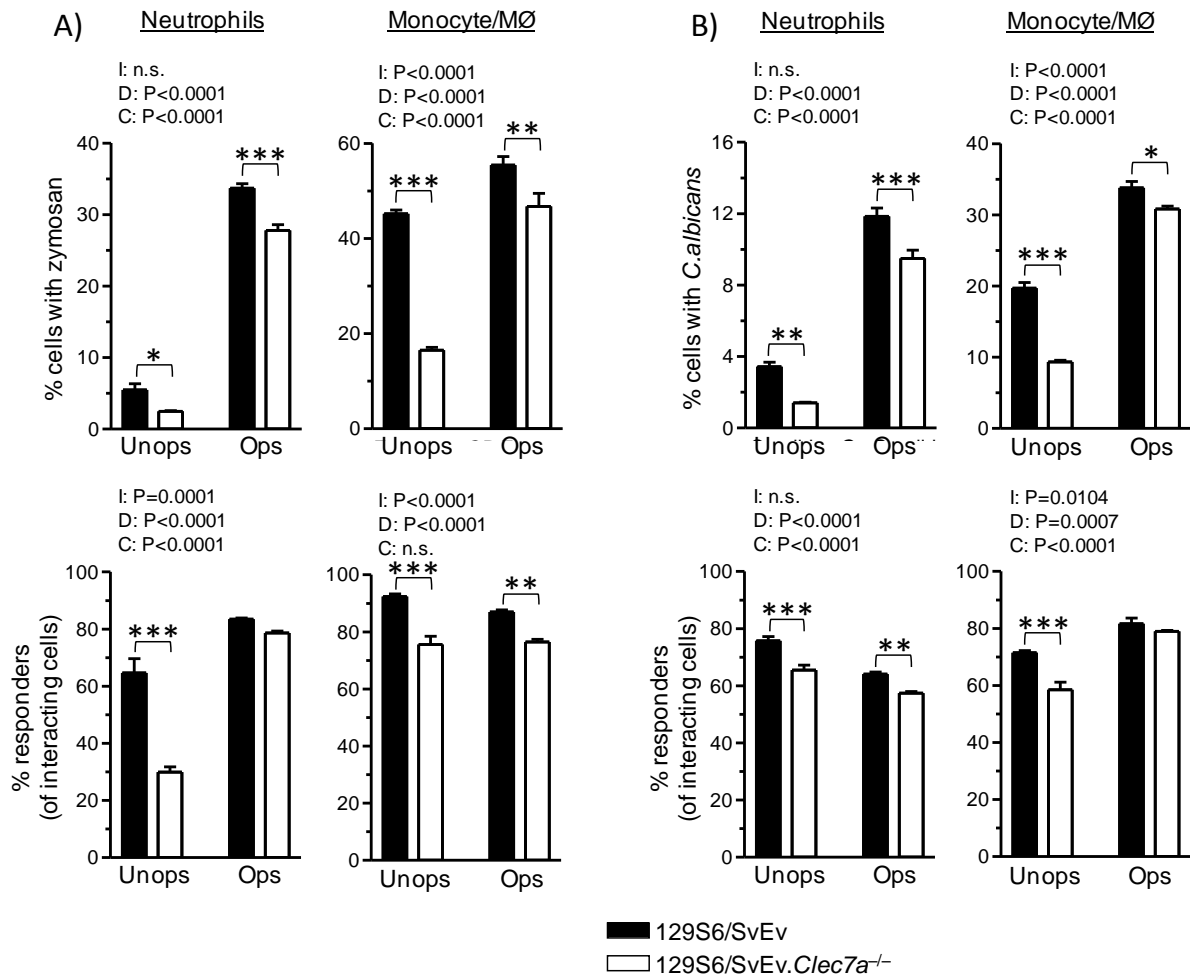 A)
Neutrophils
Monocyte/MØ
B)
Neutrophils
Monocyte/MØ
I: n.s.
D: P<0.0001
C: P<0.0001
I: P<0.0001
D: P<0.0001
C: P<0.0001
I: n.s.
D: P<0.0001
C: P<0.0001
I: P<0.0001
D: P<0.0001
C: P<0.0001
% cells with zymosan
40
30
20
10
0
*
***
Unops
Ops
60
40
20
0
***
**
Unops
Ops
% cells with C.albicans
16
12
8
4
0
**
***
Unops
Ops
40
30
20
10
0
***
*
Unops
Ops
I: P=0.0001
D: P<0.0001
C: P<0.0001
I: P<0.0001
D: P<0.0001
C: n.s.
I: n.s.
D: P<0.0001
C: P<0.0001
I: P=0.0104
D: P=0.0007
C: P<0.0001
% responders
(of interacting cells)
100
80
60
40
20
0
***
Unops
Ops
100
80
60
40
20
0
***
**
Unops
Ops
% responders
(of interacting cells)
100
80
60
40
20
0
***
**
Unops
Ops
100
80
60
40
20
0
***
Unops
Ops
129S6/SvEv
129S6/SvEv.Clec7a–/–